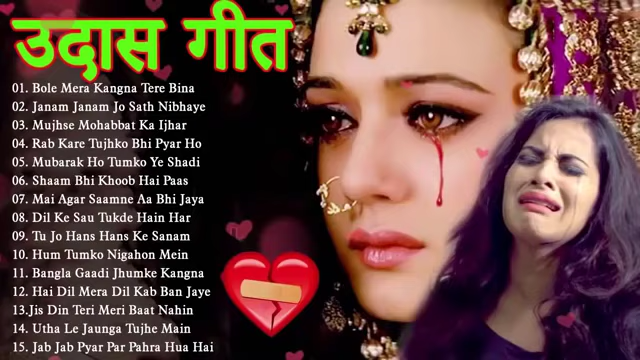 उदास गीत
01. Bole Mera Kangna Tere Bina
02. Janam Janam Jo Sath Nibhaye
03. Mujhse Mohabbat Ka Ijhar
04. Rab Kare Tujhko Bhi Pyar Ho
05. Mubarak Ho Tumko Ye Shadi
06. Shaam Bhi Khoob Hai Paas
07. Mai Agar Saamne Aa Bhi Jaya
08. Dil Ke Sau Tukde Hain Har
09. Tu Jo Hans Hans Ke Sanam
10. Hum Tumko Nigahon Mein
11. Bangla Gaadi Jhumke Kangna
12. Hai Dil Mera Dil Kab Ban Jaye
13.Jis Din Teri Meri Baat Nahin
14. Utha Le Jaunga Tujhe Main
15. Jab Jab Pyar Par Pahra Hua Hai